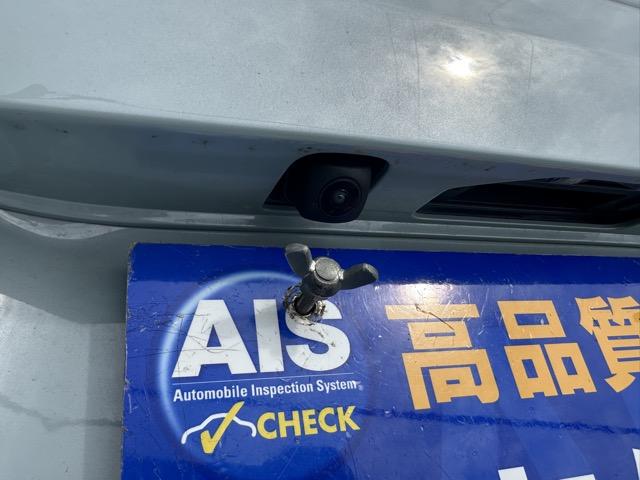 AIS
Automobile Inspection System
CHECK
高品質